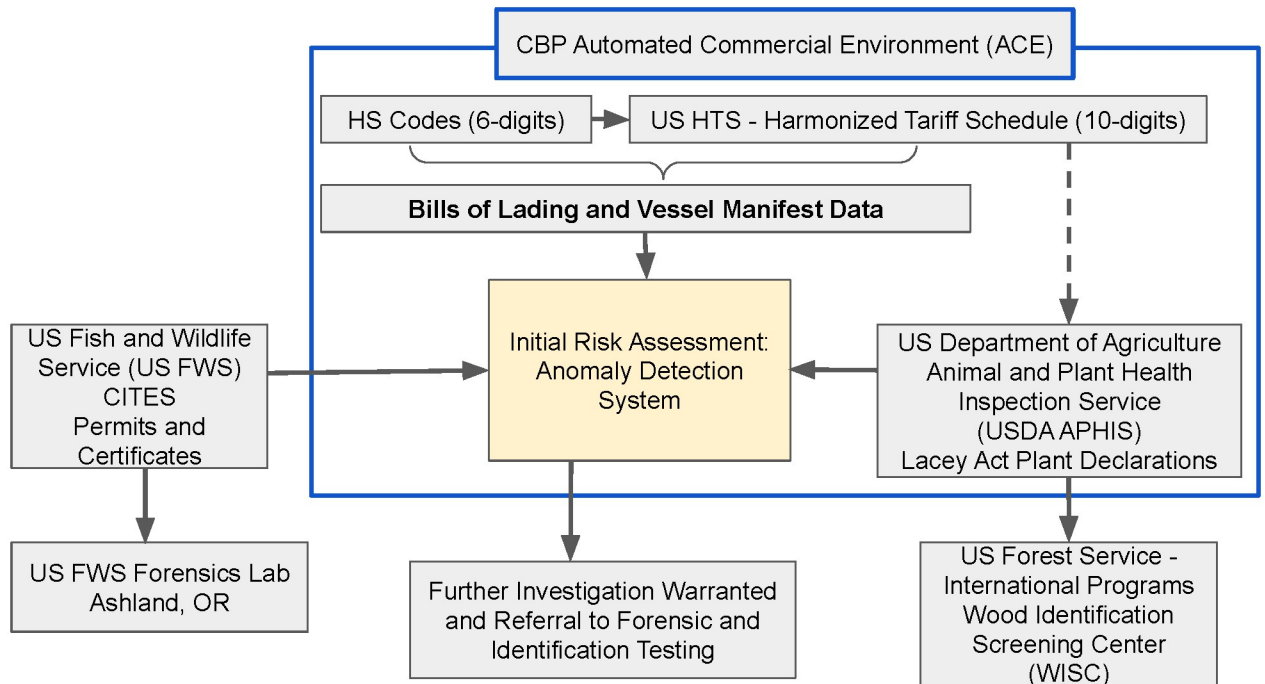 CBP Automated Commercial Environment (ACE)
HS Codes (6-digits)
US HTS - Harmonized Tariff Schedule (10-digits)
Bills of Lading and Vessel Manifest Data
US Fish and Wildlife
Service (US FWS)
CITES
Permits and
Certificates
Initial Risk Assessment:
Anomaly Detection
System
US Department of Agriculture
Animal and Plant Health
Inspection Service
(USDA APHIS)
Lacey Act Plant Declarations
US FWS Forensics Lab
Ashland, OR
Further Investigation Warranted
and Referral to Forensic and
Identification Testing
US Forest Service -
International Programs
Wood Identification
Screening Center
(WISC)